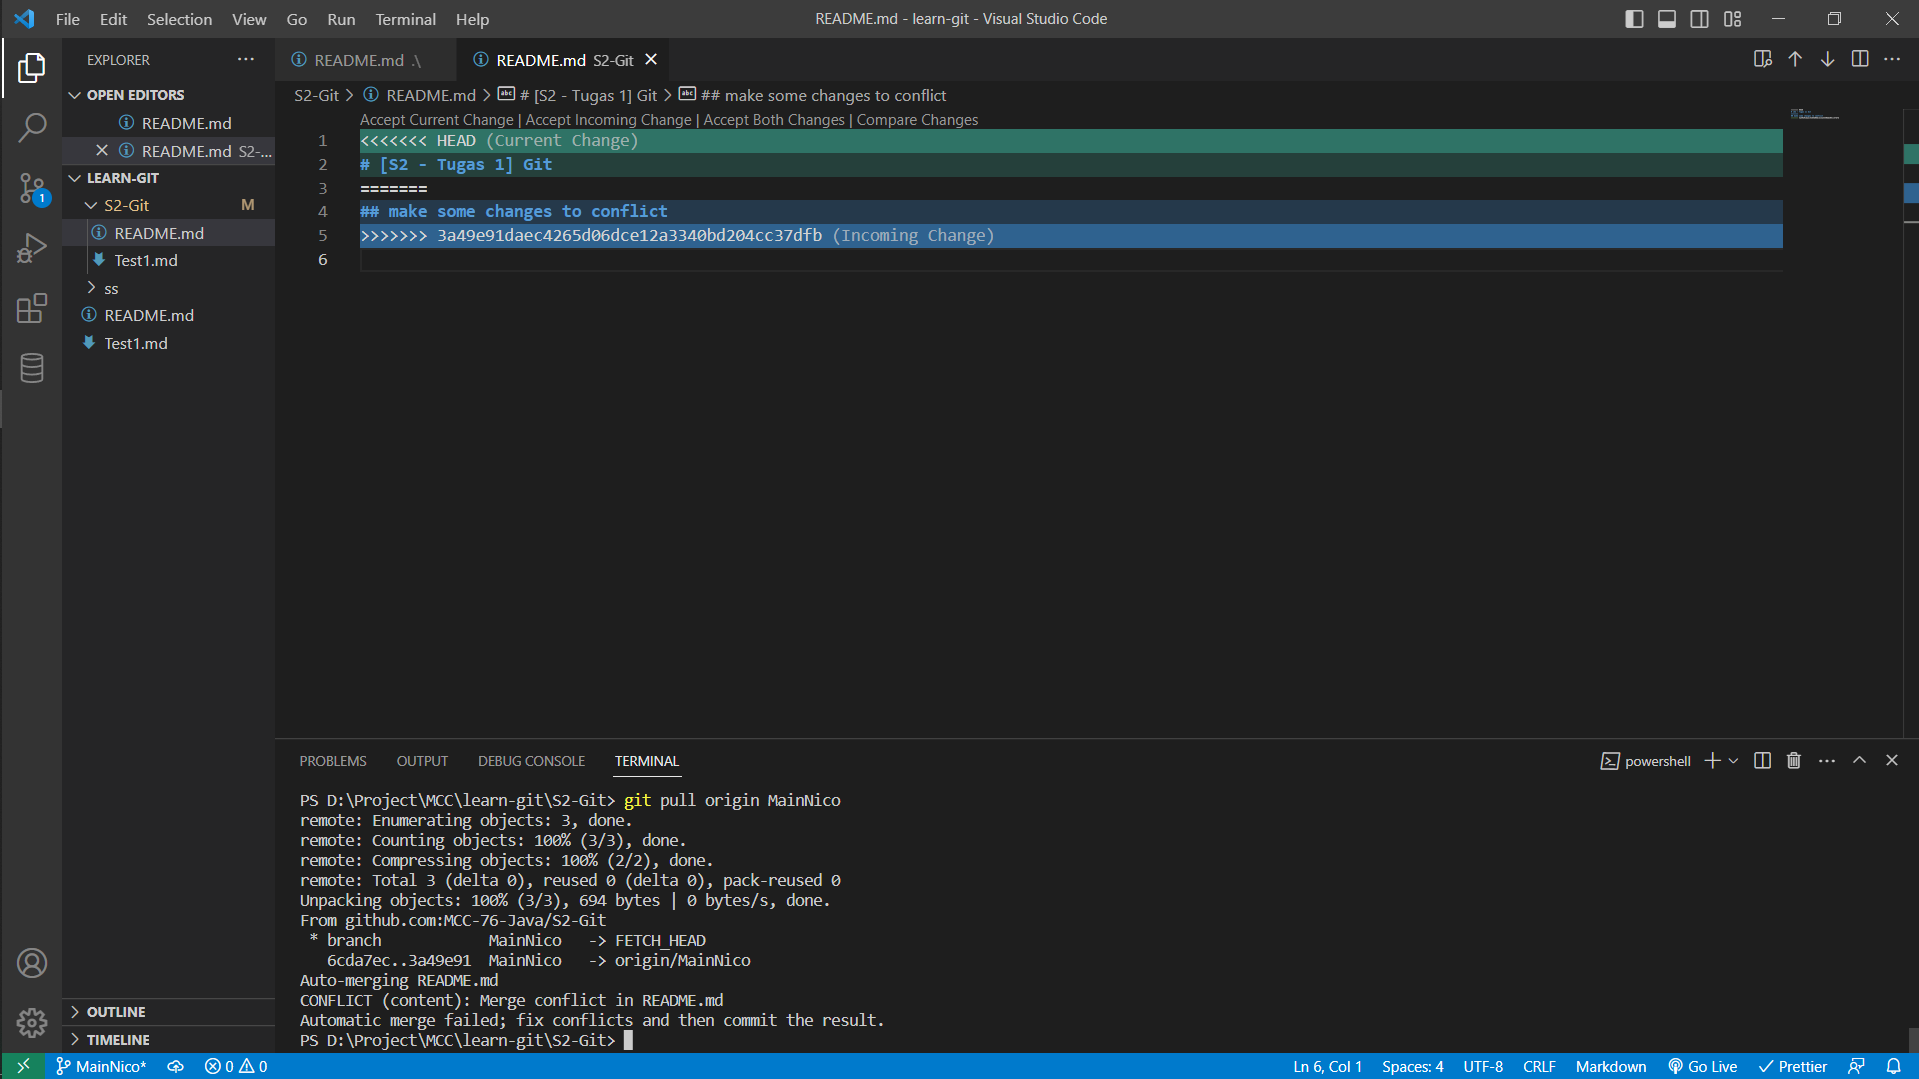 File Edit Selection View Go Run Terminal Help
README.md - learn-git - Visual Studio Code
EXPLORER
README.md .\
README.md S2-Git
OPEN EDITORS
README.md
README.md S2-...
LEARN-GIT
S2-Git M
README.md
Test1.md
ss
README.md
Test1.md
OUTLINE
TIMELINE
1
S2-Git > README.md > # [S2 - Tugas 1] Git > ## make some changes to conflict
Accept Current Change | Accept Incoming Change | Accept Both Changes | Compare Changes
1 <<<<<<< HEAD (Current Change)
2 # [S2 - Tugas 1] Git
3 =======
4 ## make some changes to conflict
5 >>>>>>> 3a49e91daec4265d06dce12a3340bd204cc37dfb (Incoming Change)
6
PROBLEMS OUTPUT DEBUG CONSOLE TERMINAL
powershell
PS D:\Project\MCC\learn-git\S2-Git> git pull origin MainNico
remote: Enumerating objects: 3, done.
remote: Counting objects: 100% (3/3), done.
remote: Compressing objects: 100% (2/2), done.
remote: Total 3 (delta 0), reused 0 (delta 0), pack-reused 0
Unpacking objects: 100% (3/3), 694 bytes | 0 bytes/s, done.
From github.com:MCC-76-Java/S2-Git
* branch MainNico -> FETCH_HEAD
6cda7ec..3a49e91 MainNico -> origin/MainNico
Auto-merging README.md
CONFLICT (content): Merge conflict in README.md
Automatic merge failed; fix conflicts and then commit the result.
PS D:\Project\MCC\learn-git\S2-Git>
MainNico* 0 0
Ln 6, Col 1 Spaces: 4 UTF-8 CRLF Markdown Go Live Prettier